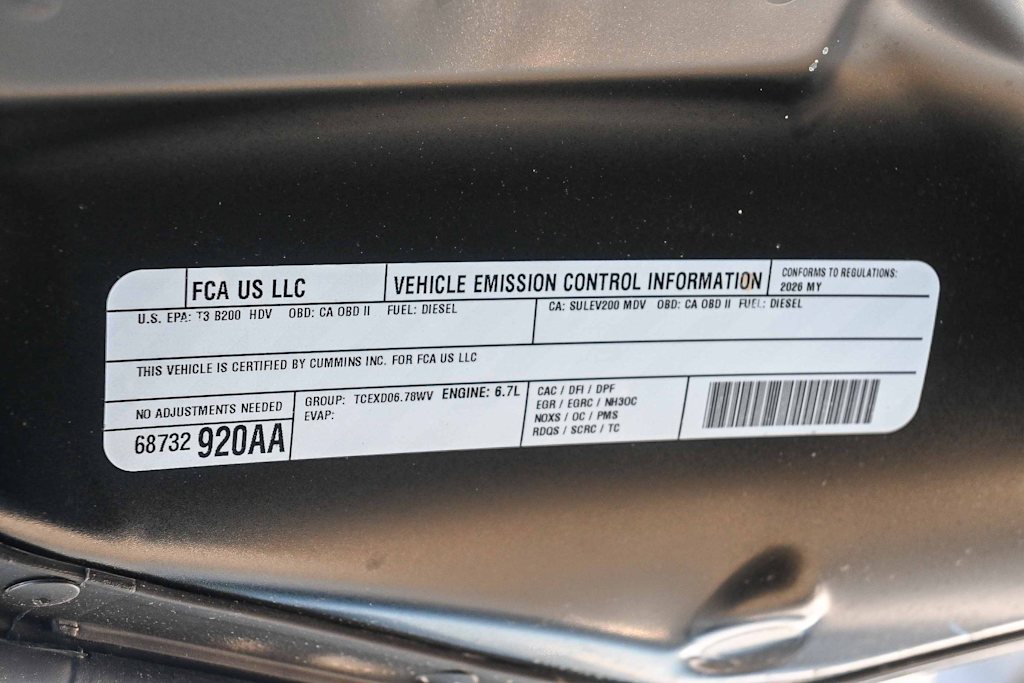 FCA US LLC
VEHICLE EMISSION CONTROL INFORMATION
CONFORMS TO REGULATIONS:
2026 MY
U.S. EPA: T3 B200 HDV OBD: CA OBD II FUEL: DIESEL
CA: SULEV200 MDV OBD: CA OBD II FUEL: DIESEL
THIS VEHICLE IS CERTIFIED BY CUMMINS INC. FOR FCA US LLC
NO ADJUSTMENTS NEEDED
68732 920AA
GROUP: TCEXD06.78WV ENGINE: 6.7L
EVAP:
CAC / DFI / DPF
EGR / EGRC / NH3OC
NOXS / OC / PMS
RDQS / SCRC / TC